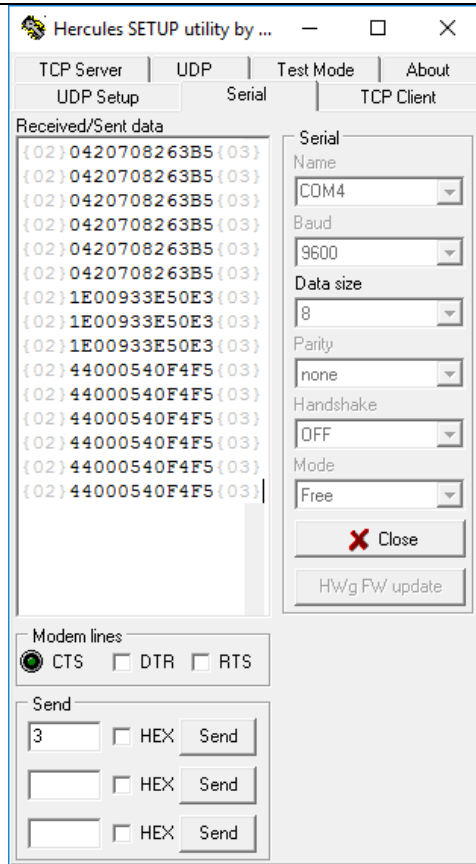 Hercules SETUP utility by ...
TCP Server UDP Test Mode About
UDP Setup Serial TCP Client
Received/Sent data
{02}0420708263B5{03}
{02}0420708263B5{03}
{02}0420708263B5{03}
{02}0420708263B5{03}
{02}0420708263B5{03}
{02}0420708263B5{03}
{02}1E00933E50E3{03}
{02}1E00933E50E3{03}
{02}1E00933E50E3{03}
{02}44000540F4F5{03}
{02}44000540F4F5{03}
{02}44000540F4F5{03}
{02}44000540F4F5{03}
{02}44000540F4F5{03}
{02}44000540F4F5{03}
Serial
Name
COM4
Baud
9600
Data size
8
Parity
none
Handshake
OFF
Mode
Free
Close
HWg FW update
Modem lines
CTS DTR RTS
Send
3 HEX Send
HEX Send
HEX Send